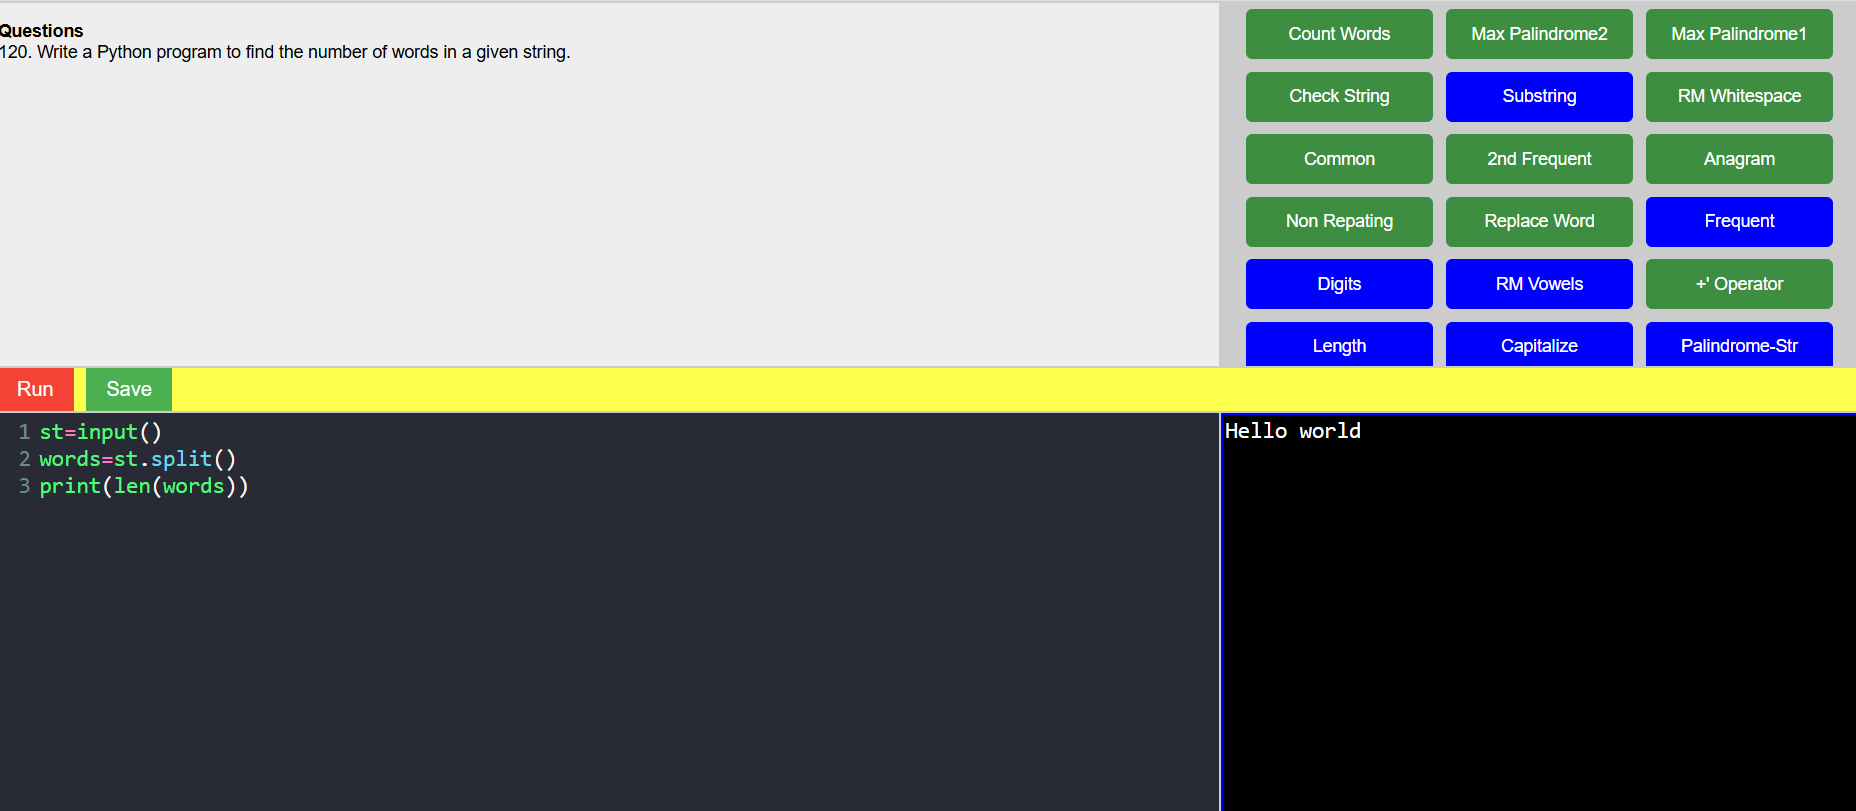 Questions
120. Write a Python program to find the number of words in a given string.
Count Words
Max Palindrome2
Max Palindrome1
Check String
Substring
RM Whitespace
Common
2nd Frequent
Anagram
Non Repating
Replace Word
Frequent
Digits
RM Vowels
+' Operator
Length
Capitalize
Palindrome-Str
Run
Save
1 st=input()
2 words=st.split()
3 print(len(words))
Hello world